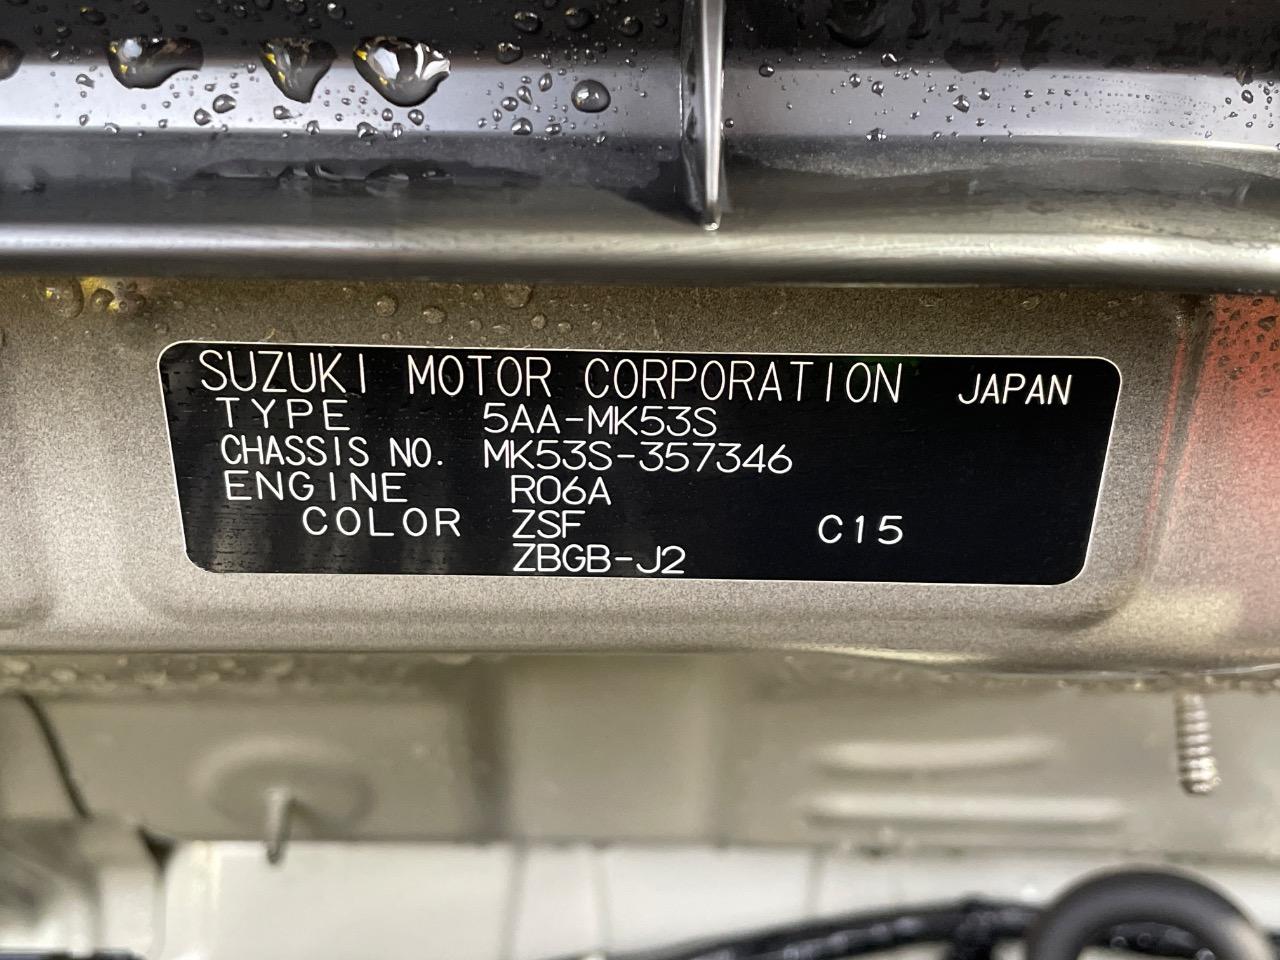 SUZUKI MOTOR CORPORATION JAPAN
TYPE 5AA-MK53S
CHASSIS NO. MK53S-357346
ENGINE R06A
COLOR ZSF C15
ZBGB-J2